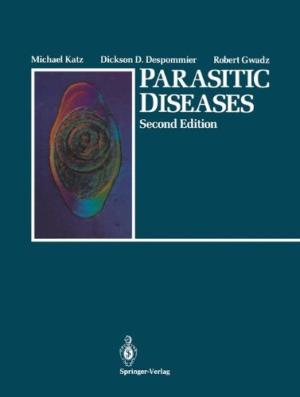 Michael Katz Dickson D. Despommier Robert Gwadz
PARASITIC
DISEASES
Second Edition
Springer-Verlag